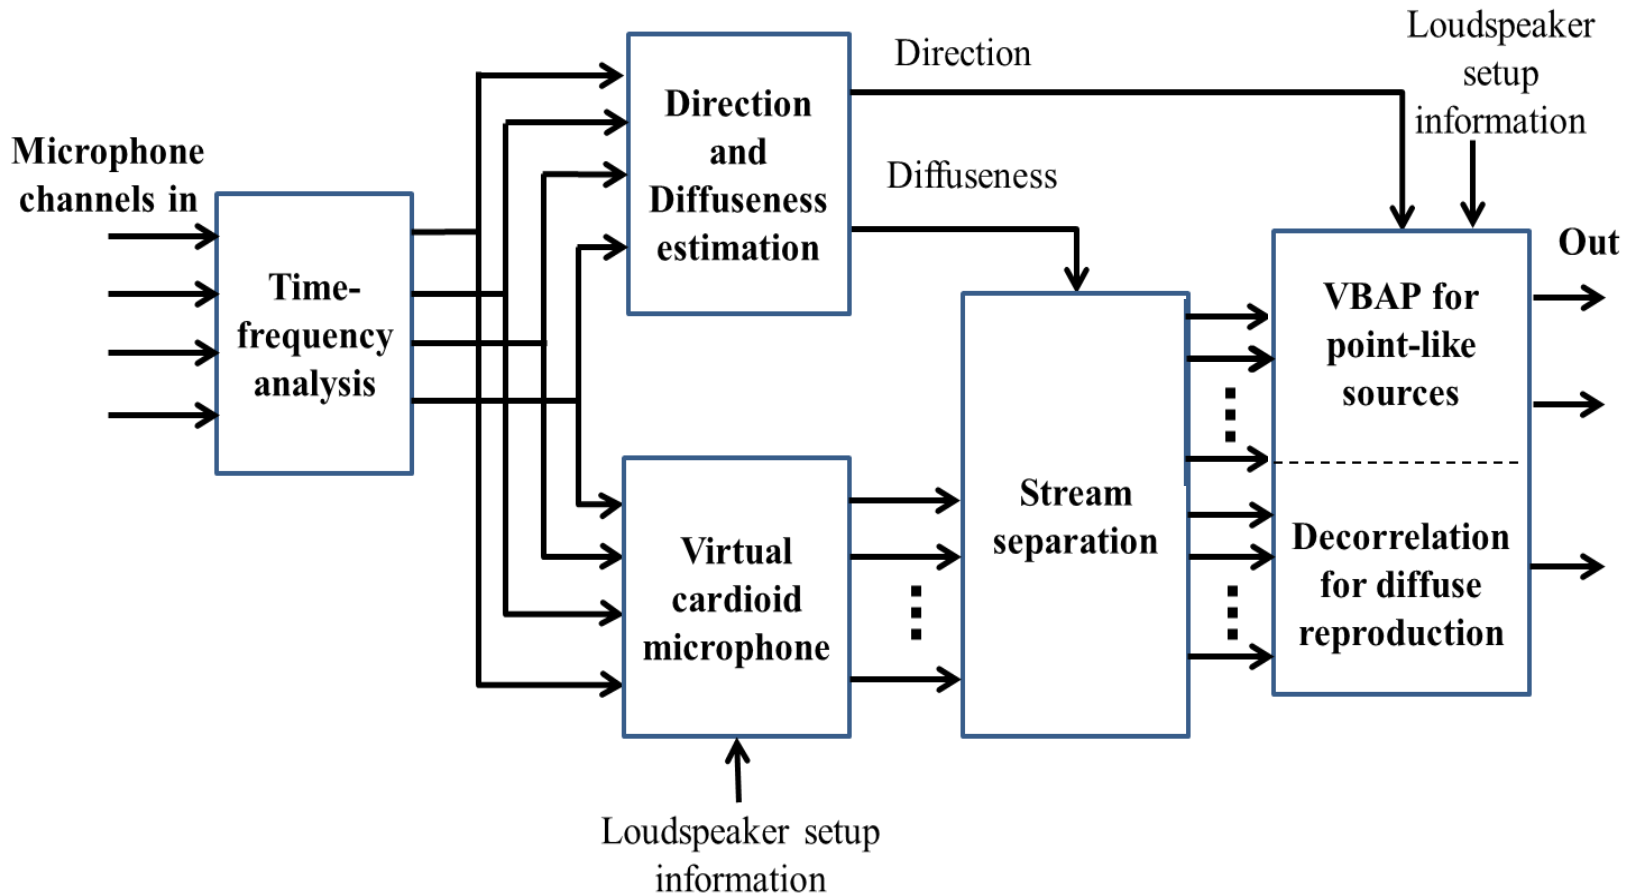 Microphone
channels in
Time-
frequency
analysis
Direction
and
Diffuseness
estimation
Direction
Diffuseness
Virtual
cardioid
microphone
Loudspeaker setup
information
Stream
separation
Loudspeaker
setup
information
VBAP for
point-like
sources
Decorrelation
for diffuse
reproduction
Out